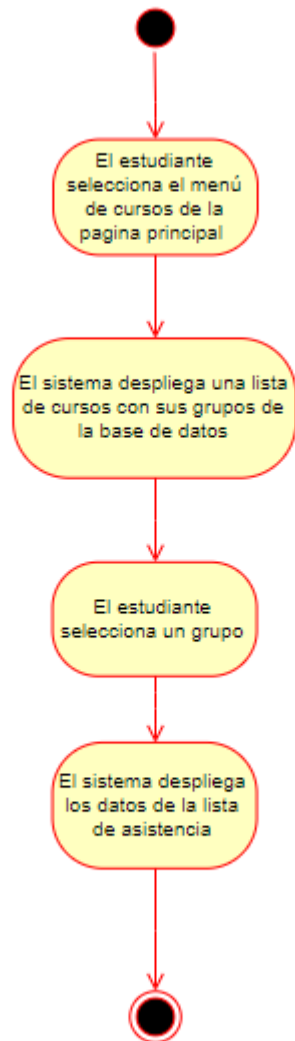 El estudiante
selecciona el menú
de cursos de la
pagina principal
El sistema despliega una lista
de cursos con sus grupos de
la base de datos
El estudiante
selecciona un grupo
El sistema despliega
los datos de la lista
de asistencia